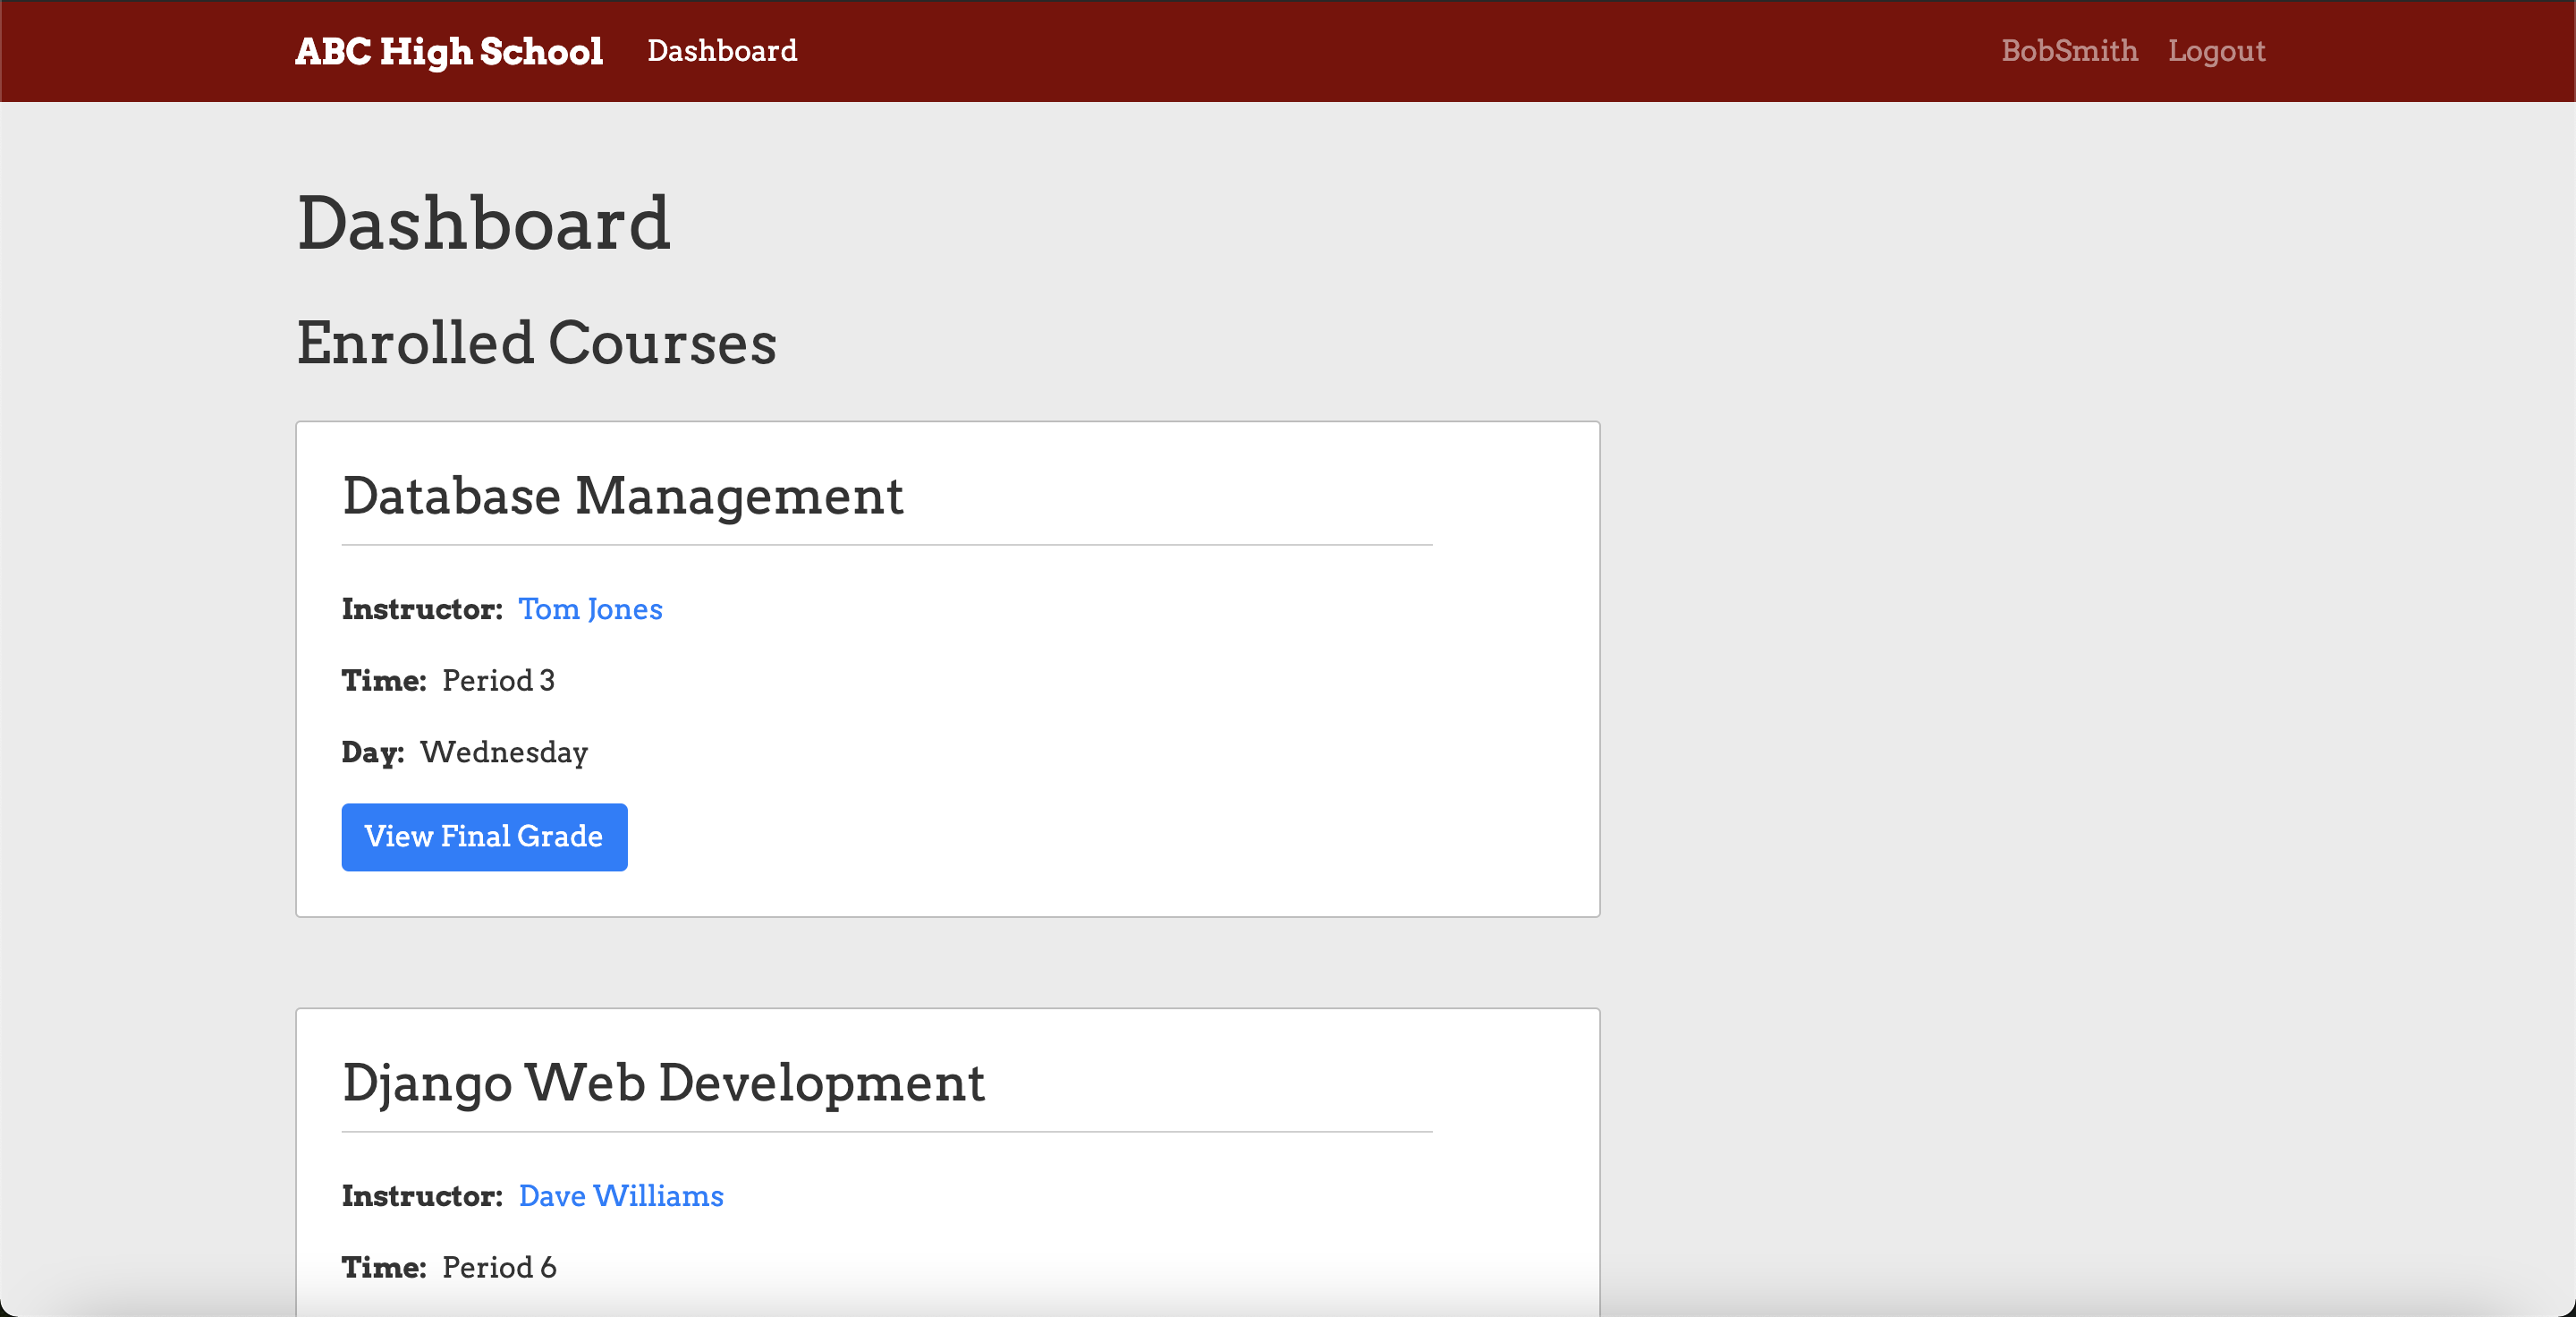 ABC High School Dashboard BobSmith Logout
Dashboard
Enrolled Courses
Database Management
Instructor: Tom Jones
Time: Period 3
Day: Wednesday
View Final Grade
Django Web Development
Instructor: Dave Williams
Time: Period 6